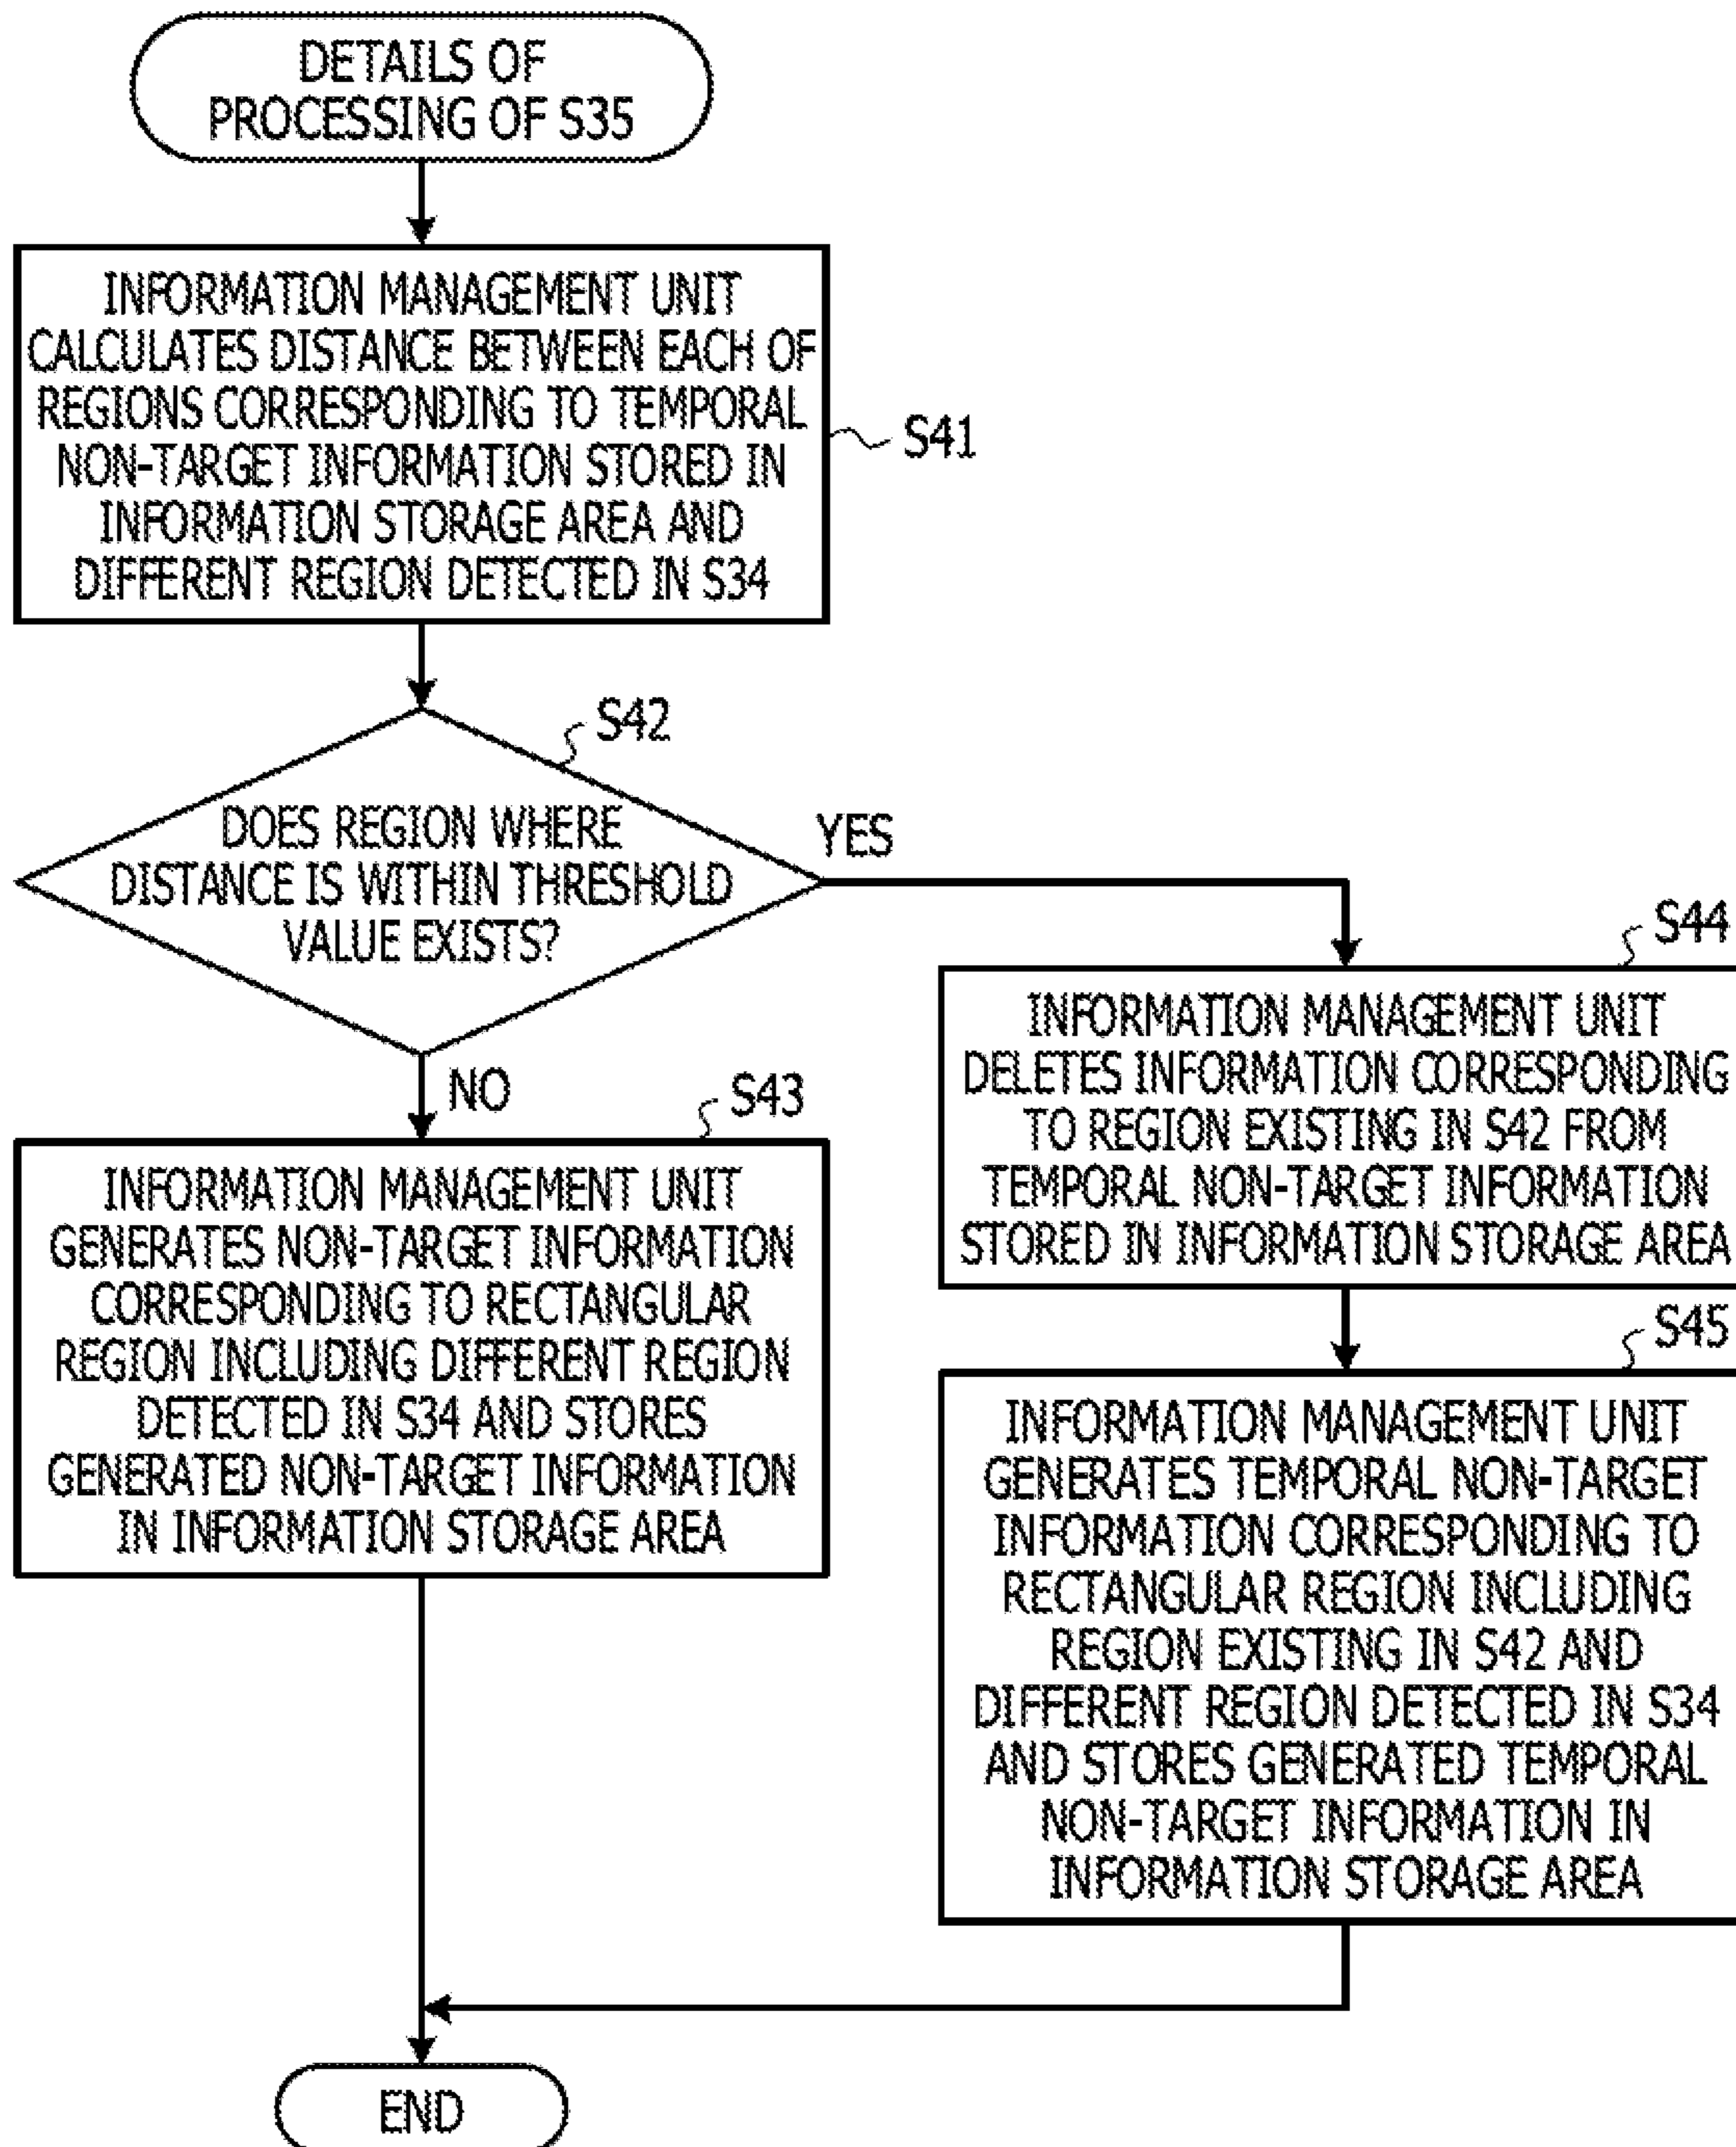 DETAILS OF
PROCESSING OF S35
INFORMATION MANAGEMENT UNIT
CALCULATES DISTANCE BETWEEN EACH OF
REGIONS CORRESPONDING TO TEMPORAL
NON-TARGET INFORMATION STORED IN
INFORMATION STORAGE AREA AND
DIFFERENT REGION DETECTED IN S34
S41
S42
DOES REGION WHERE
DISTANCE IS WITHIN THRESHOLD
VALUE EXISTS?
YES
NO
S43
INFORMATION MANAGEMENT UNIT
GENERATES NON-TARGET INFORMATION
CORRESPONDING TO RECTANGULAR
REGION INCLUDING DIFFERENT REGION
DETECTED IN S34 AND STORES
GENERATED NON-TARGET INFORMATION
IN INFORMATION STORAGE AREA
S44
INFORMATION MANAGEMENT UNIT
DELETES INFORMATION CORRESPONDING
TO REGION EXISTING IN S42 FROM
TEMPORAL NON-TARGET INFORMATION
STORED IN INFORMATION STORAGE AREA
S45
INFORMATION MANAGEMENT UNIT
GENERATES TEMPORAL NON-TARGET
INFORMATION CORRESPONDING TO
RECTANGULAR REGION INCLUDING
REGION EXISTING IN S42 AND
DIFFERENT REGION DETECTED IN S34
AND STORES GENERATED TEMPORAL
NON-TARGET INFORMATION IN
INFORMATION STORAGE AREA
END